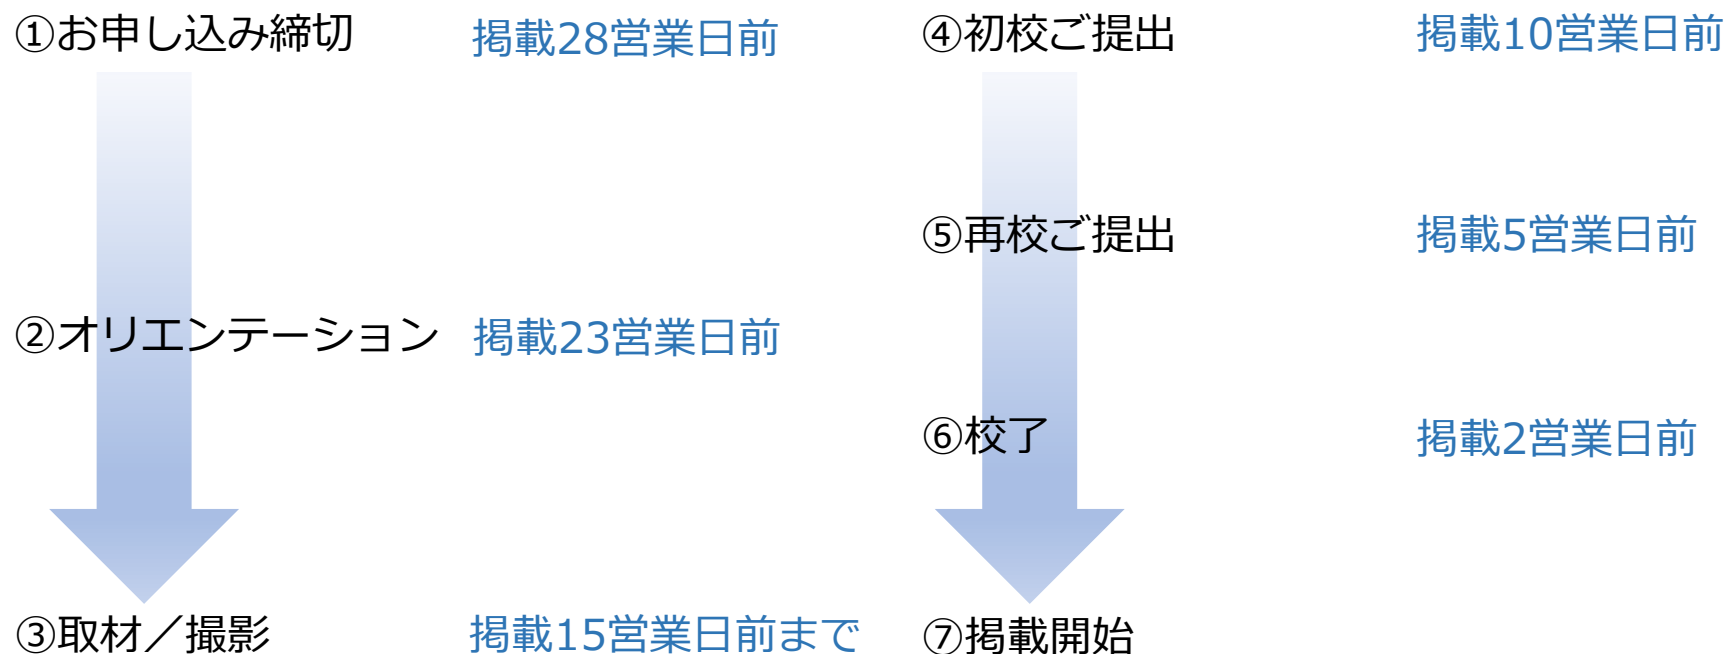 ①お申し込み締切 掲載28営業日前
②オリエンテーション 掲載23営業日前
③取材／撮影 掲載15営業日前まで
④初校ご提出 掲載10営業日前
⑤再校ご提出 掲載5営業日前
⑥校了 掲載2営業日前
⑦掲載開始